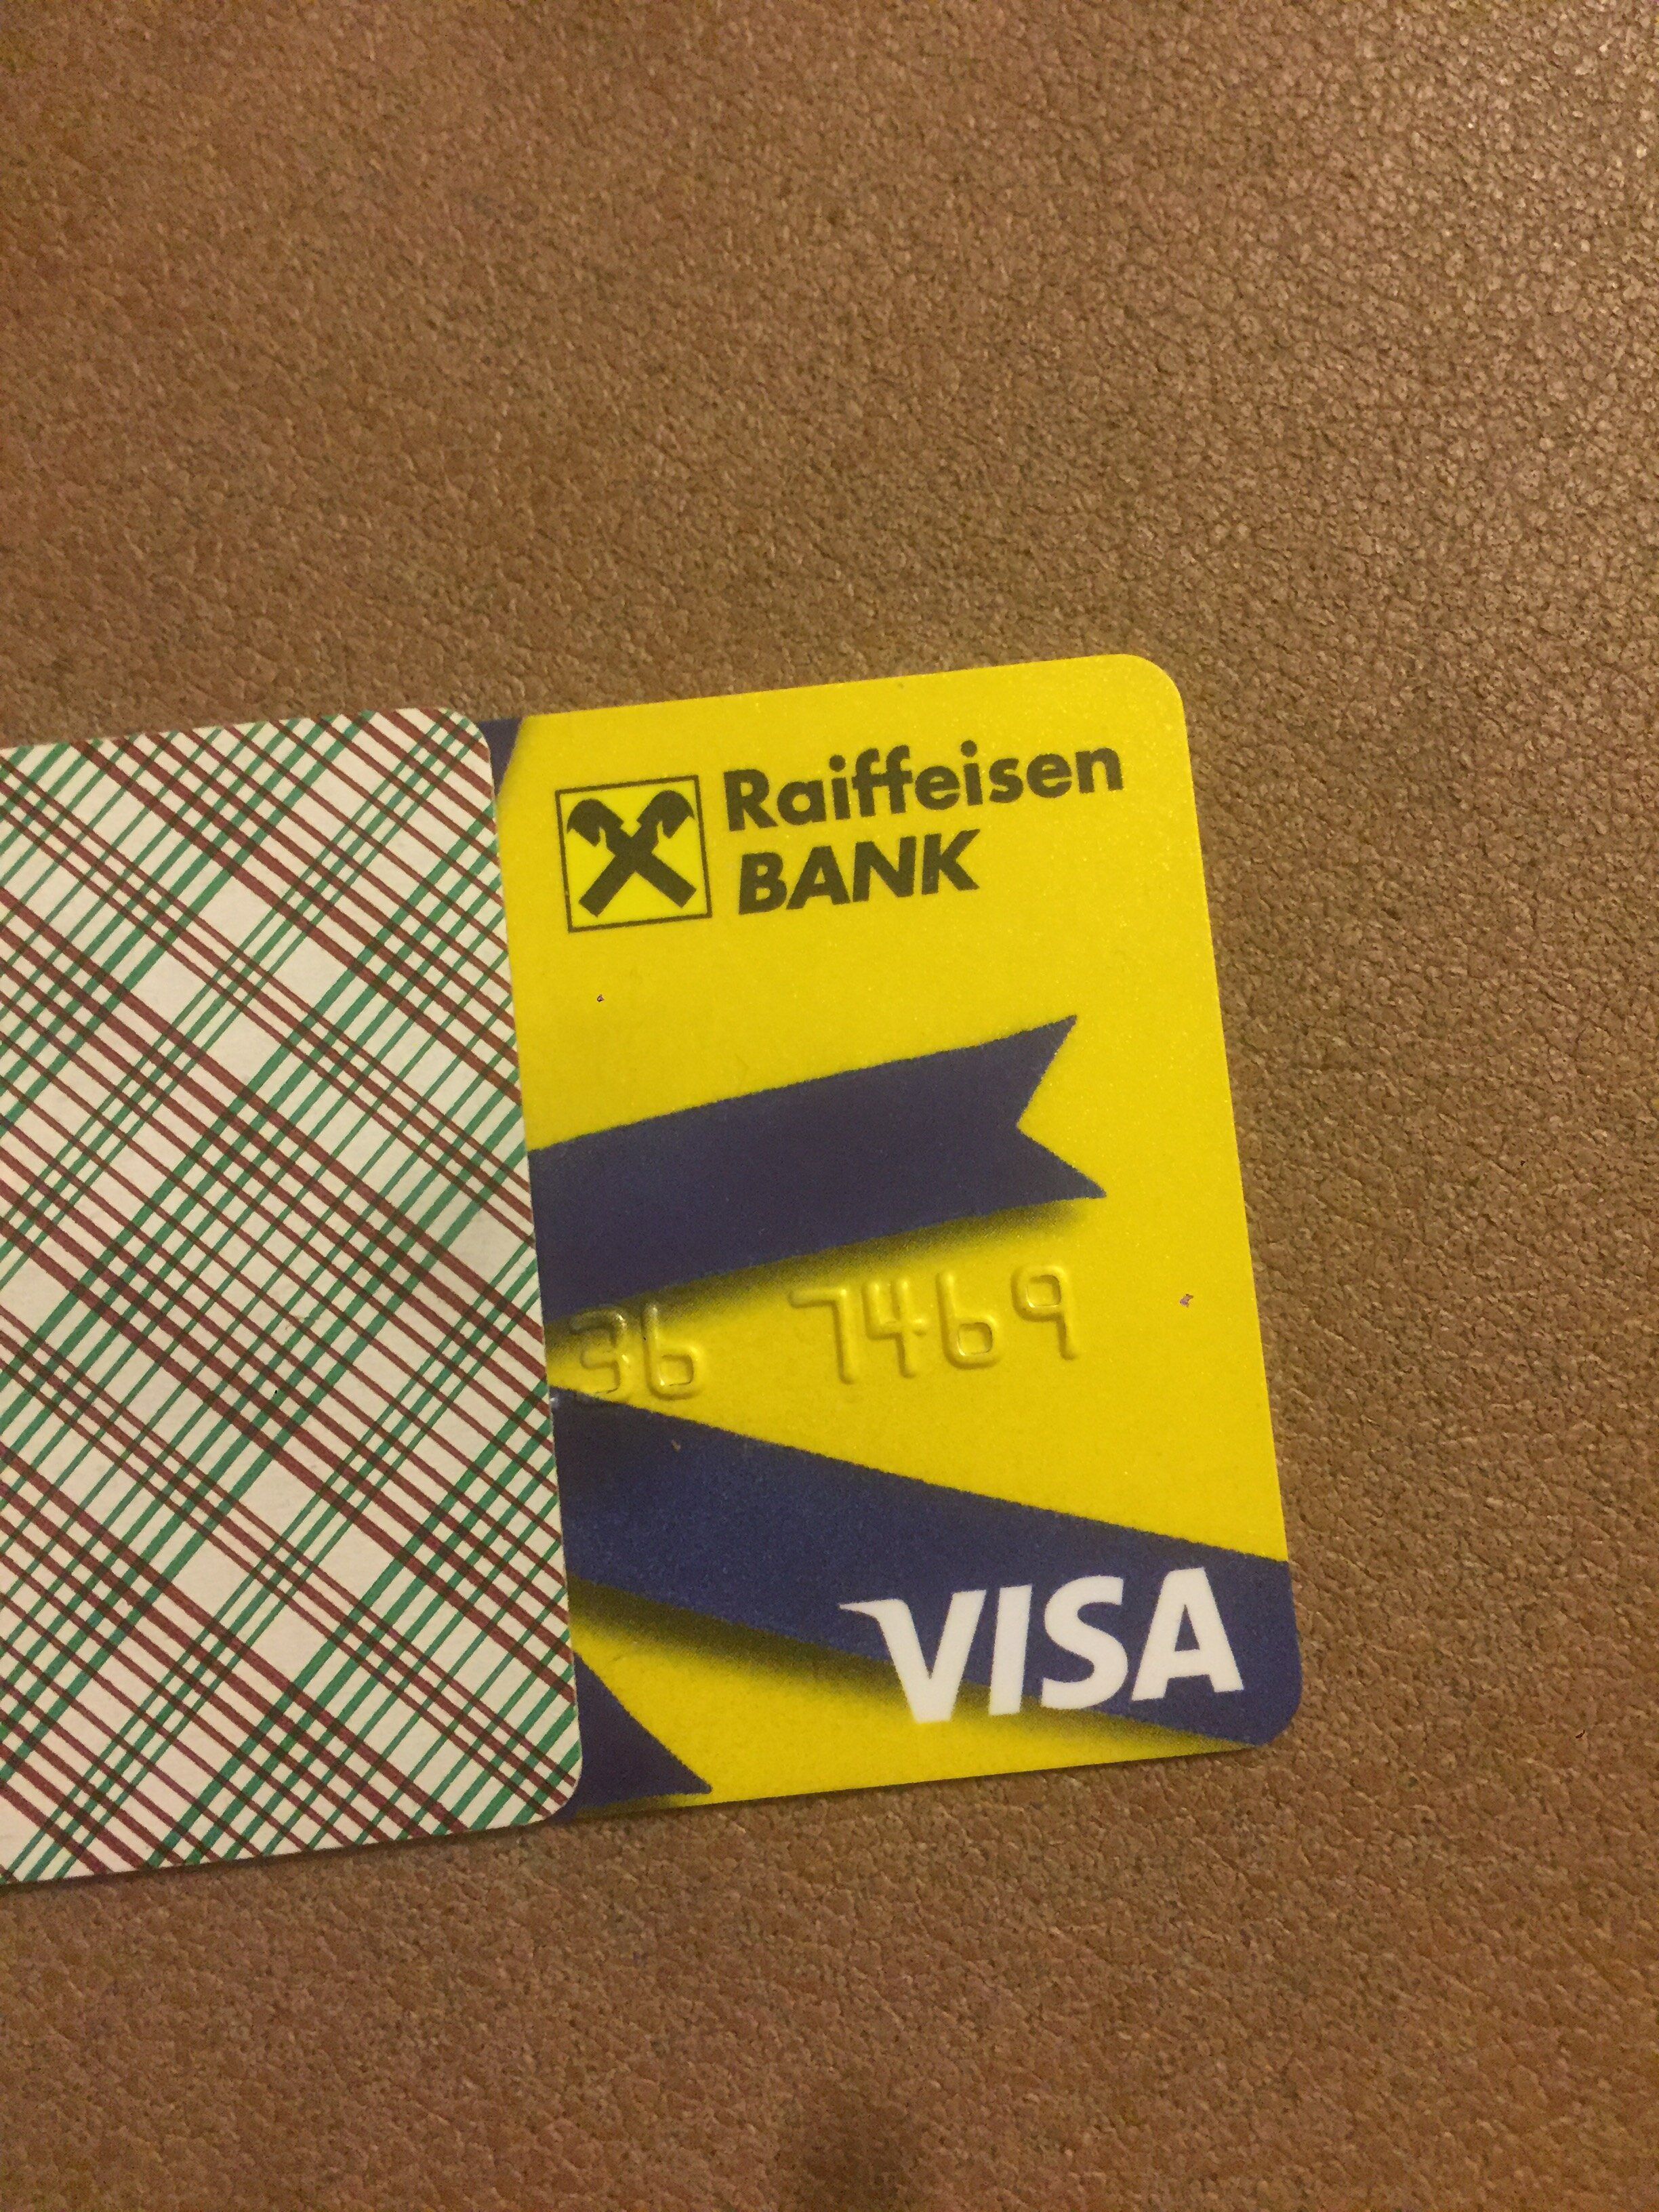 Raiffeisen
BANK
36 7469
VISA